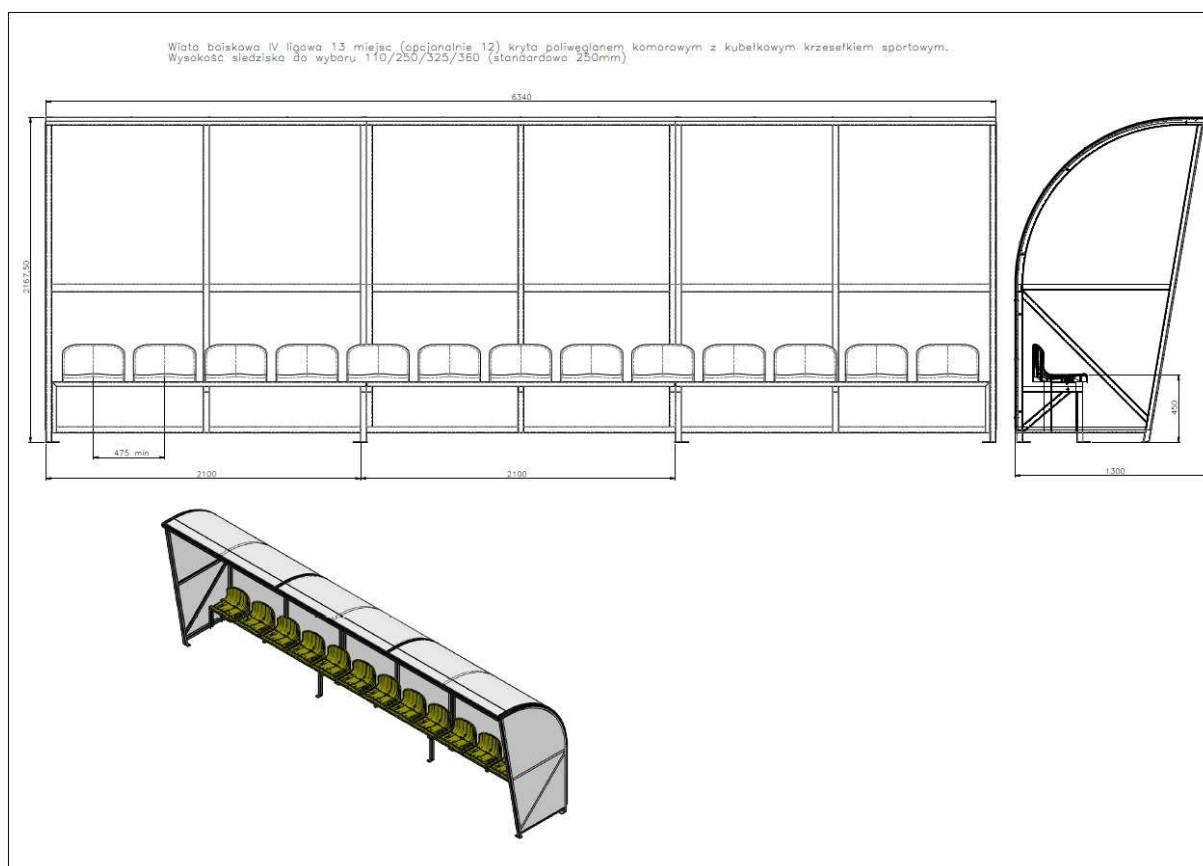 Wiata boiskowa IV ligowa 13 miejsc (opcjonalnie 12) kryta poliwęglanem komorowym z kubełkowym krzesełkiem sportowym.
Wysokość siedziska do wyboru 110/250/325/360 (standardowo 250mm)
6340
2167,50
450
475 min
2100
2100
1300